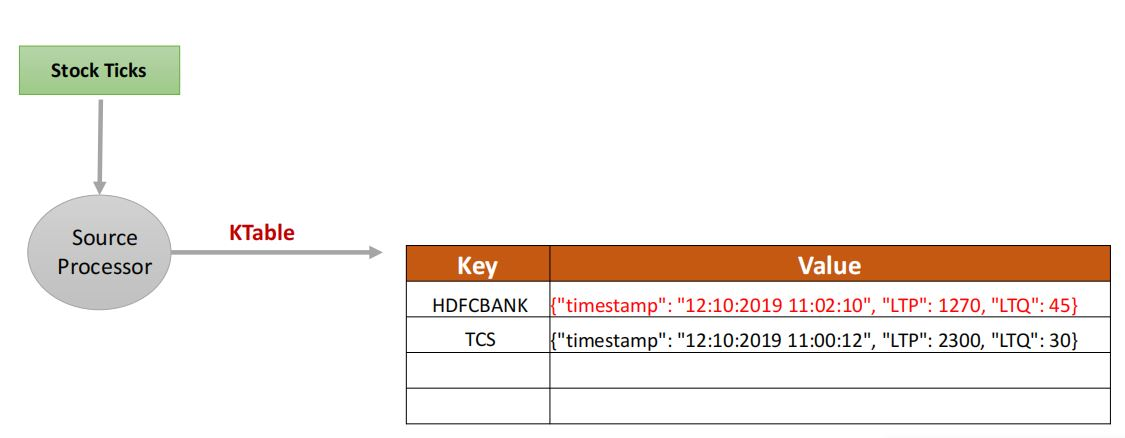 Stock Ticks
Source
Processor
KTable
Key Value
HDFCBANK {"timestamp": "12:10:2019 11:02:10", "LTP": 1270, "LTQ": 45}
TCS {"timestamp": "12:10:2019 11:00:12", "LTP": 2300, "LTQ": 30}